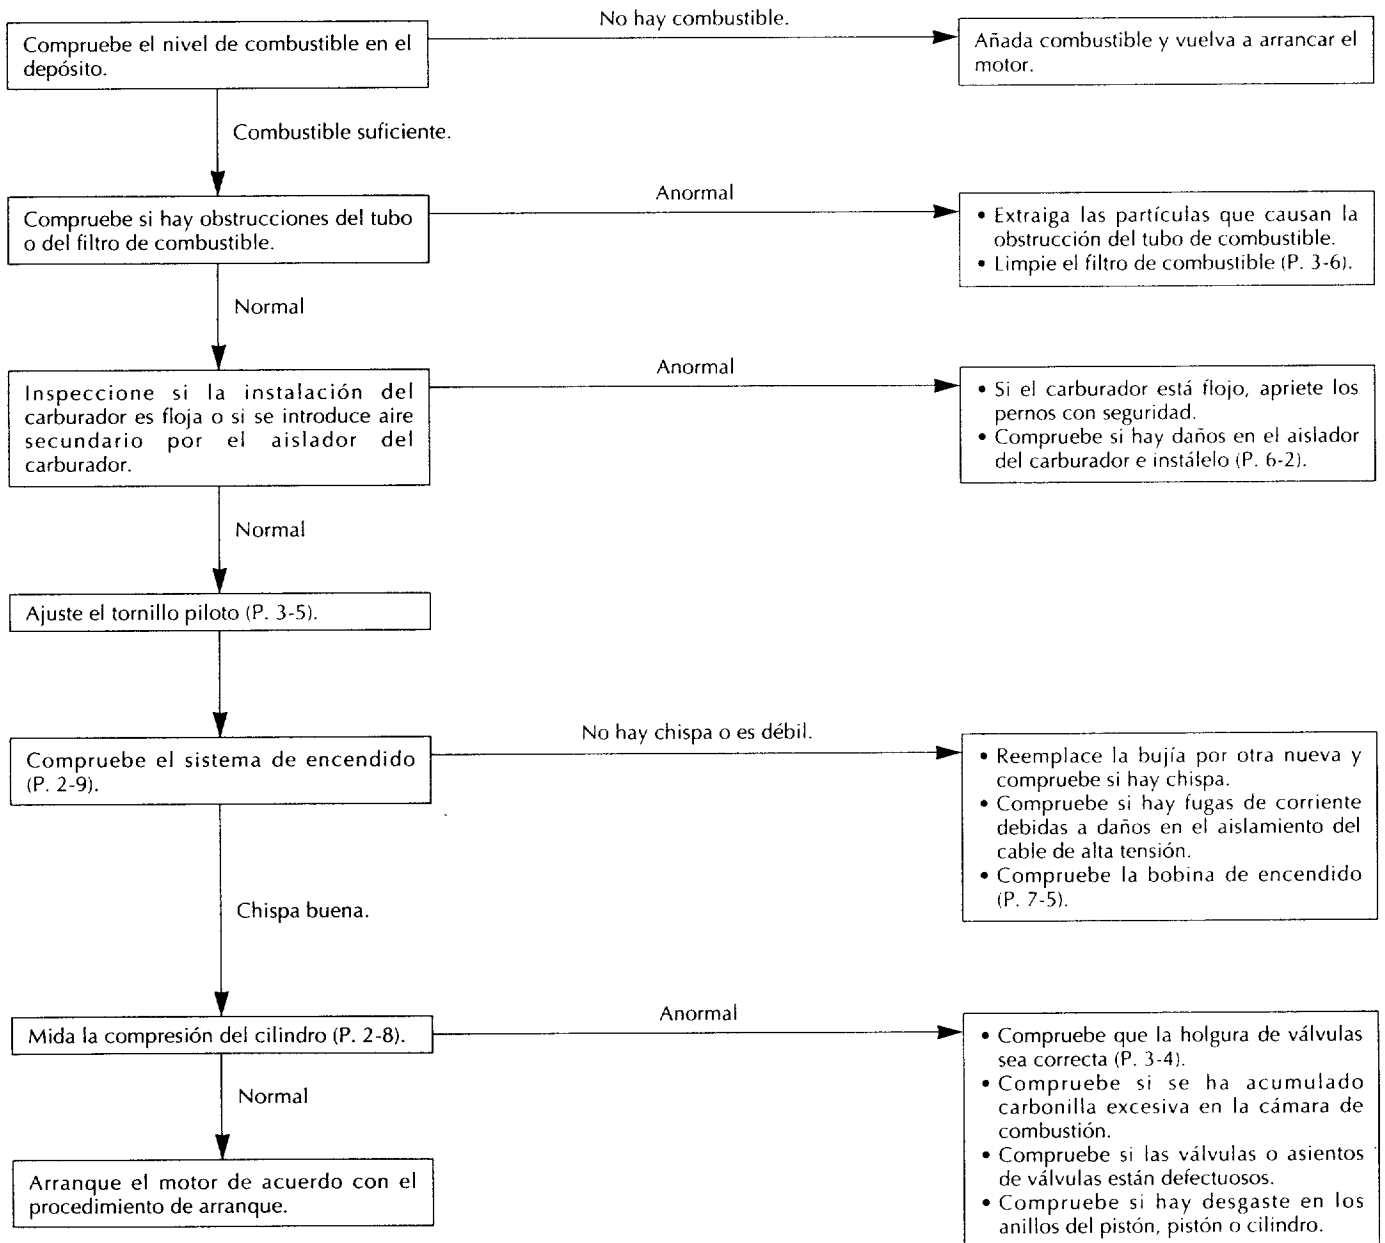 No hay combustible.
Compruebe el nivel de combustible en el
depósito.
Añada combustible y vuelva a arrancar el
motor.
Combustible suficiente.
Anormal
Compruebe si hay obstrucciones del tubo
o del filtro de combustible.
• Extraiga las partículas que causan la
obstrucción del tubo de combustible.
• Limpie el filtro de combustible (P. 3-6).
Normal
Anormal
Inspeccione si la instalación del
carburador es floja o si se introduce aire
secundario por el aislador del
carburador.
• Si el carburador está flojo, apriete los
pernos con seguridad.
• Compruebe si hay daños en el aislador
del carburador e instálelo (P. 6-2).
Normal
Ajuste el tornillo piloto (P. 3-5).
No hay chispa o es débil.
Compruebe el sistema de encendido
(P. 2-9).
• Reemplace la bujía por otra nueva y
compruebe si hay chispa.
• Compruebe si hay fugas de corriente
debidas a daños en el aislamiento del
cable de alta tensión.
• Compruebe la bobina de encendido
(P. 7-5).
Chispa buena.
Anormal
Mida la compresión del cilindro (P. 2-8).
• Compruebe que la holgura de válvulas
sea correcta (P. 3-4).
• Compruebe si se ha acumulado
carbonilla excesiva en la cámara de
combustión.
• Compruebe si las válvulas o asientos
de válvulas están defectuosos.
• Compruebe si hay desgaste en los
anillos del pistón, pistón o cilindro.
Normal
Arranque el motor de acuerdo con el
procedimiento de arranque.